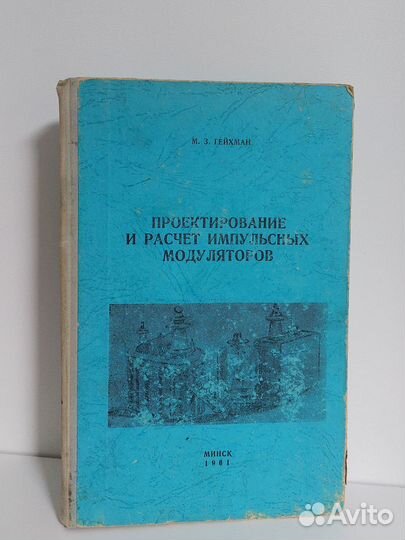 М. З. ГЕЙХМАН
ПРОЕКТИРОВАНИЕ
И РАСЧЕТ ИМПУЛЬСНЫХ
МОДУЛЯТОРОВ
МИНСК
1961
Avito